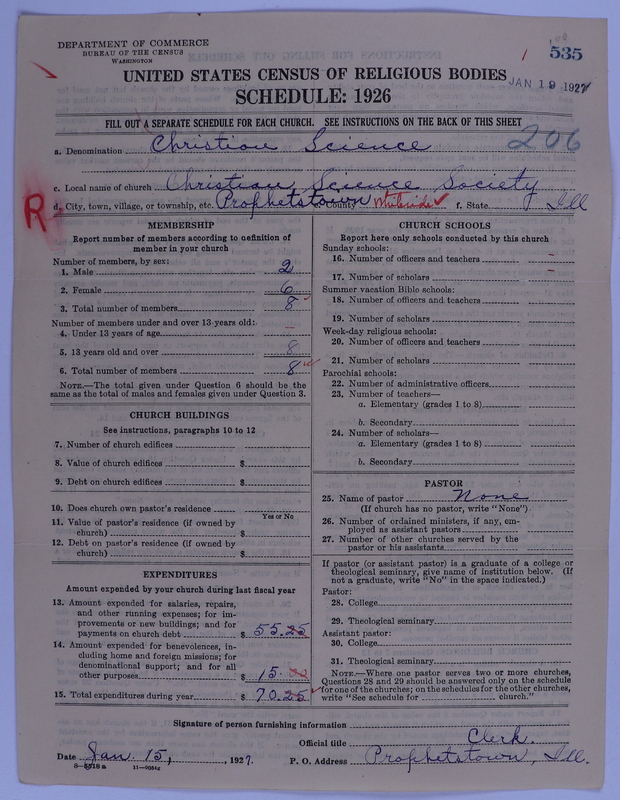 DEPARTMENT OF COMMERCE
BUREAU OF THE CENSUS
WASHINGTON
535
UNITED STATES CENSUS OF RELIGIOUS BODIES
JAN 19 1927
SCHEDULE: 1926
FILL OUT A SEPARATE SCHEDULE FOR EACH CHURCH. SEE INSTRUCTIONS ON THE BACK OF THIS SHEET
206
a. Denomination Christian Science
c. Local name of church Christian Science Society
R
d. City, town, village, or township, etc. Prophetstown e. County Whiteside f. State Ill
MEMBERSHIP
Report number of members according to definition of member in your church
Number of members, by sex:
1. Male 2
2. Female 6
3. Total number of members 8
Number of members under and over 13 years old:
4. Under 13 years of age –
5. 13 years old and over 8
6. Total number of members 8
NOTE.—The total given under Question 6 should be the same as the total of males and females given under Question 3.
CHURCH BUILDINGS
See instructions, paragraphs 10 to 12
7. Number of church edifices
8. Value of church edifices $
9. Debt on church edifices $
10. Does church own pastor's residence
Yes or No
11. Value of pastor's residence (if owned by church) $
12. Debt on pastor's residence (if owned by church) $
EXPENDITURES
Amount expended by your church during last fiscal year
13. Amount expended for salaries, repairs, and other running expenses; for improvements or new buildings; and for payments on church debt $ 55.25
14. Amount expended for benevolences, including home and foreign missions; for denominational support; and for all other purposes $ 15.00
15. Total expenditures during year $ 70.25
CHURCH SCHOOLS
Report here only schools conducted by this church
Sunday schools:
16. Number of officers and teachers –
17. Number of scholars –
Summer vacation Bible schools:
18. Number of officers and teachers
19. Number of scholars
Week-day religious schools:
20. Number of officers and teachers
21. Number of scholars
Parochial schools:
22. Number of administrative officers
23. Number of teachers—
a. Elementary (grades 1 to 8)
b. Secondary
24. Number of scholars—
a. Elementary (grades 1 to 8)
b. Secondary
PASTOR
25. Name of pastor None
(If church has no pastor, write "None")
26. Number of ordained ministers, if any, employed as assistant pastors
27. Number of other churches served by the pastor or his assistants
If pastor (or assistant pastor) is a graduate of a college or theological seminary, give name of institution below. (If not a graduate, write "No" in the space indicated.)
Pastor:
28. College
29. Theological seminary
Assistant pastor:
30. College
31. Theological seminary
NOTE.—Where one pastor serves two or more churches, Questions 28 and 29 should be answered only on the schedule for one of the churches; on the schedules for the other churches, write "See schedule for church."
Signature of person furnishing information
Official title Clerk.
Date Jan. 15, , 1927. P. O. Address Prophetstown, Ill.